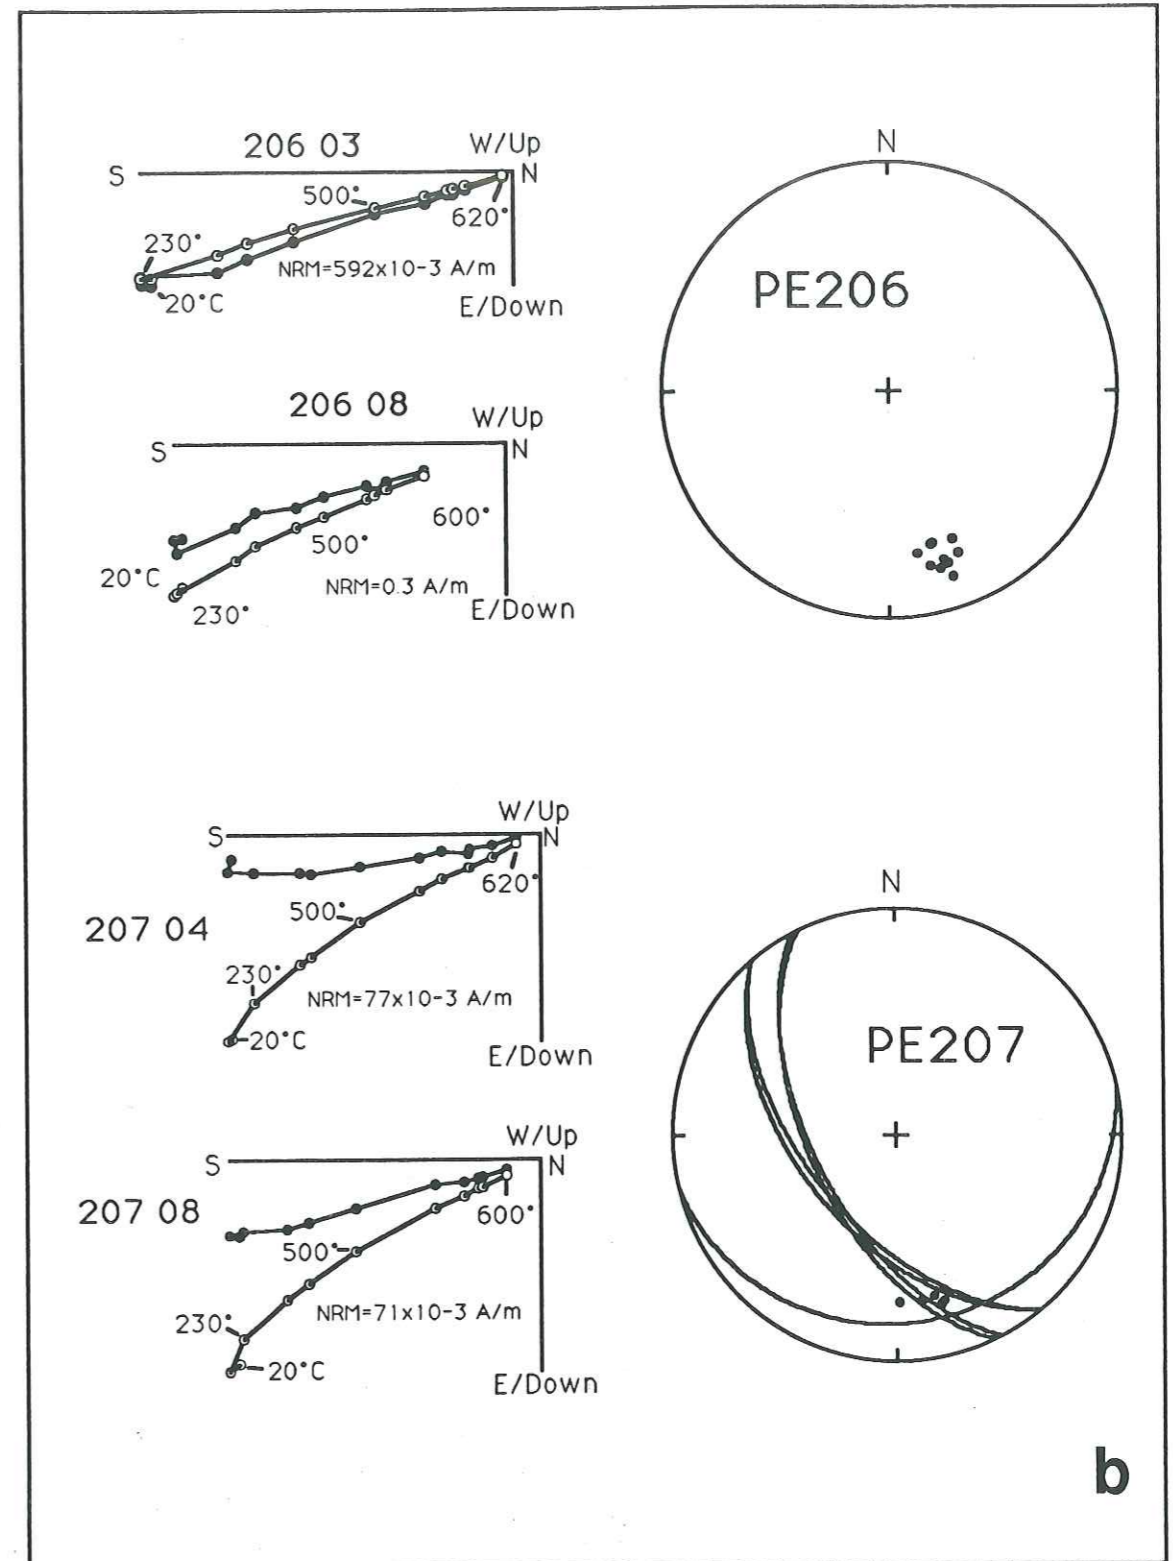 206 03
W/Up
S
N
500°
620°
230°
NRM=592x10-3 A/m
20°C
E/Down
N
PE206
206 08
W/Up
S
N
600°
500°
20°C
NRM=0.3 A/m
230°
E/Down
W/Up
S
N
620°
500°
207 04
230°
NRM=77x10-3 A/m
20°C
E/Down
N
PE207
W/Up
S
N
207 08
600°
500°
230°
NRM=71x10-3 A/m
20°C
E/Down
b